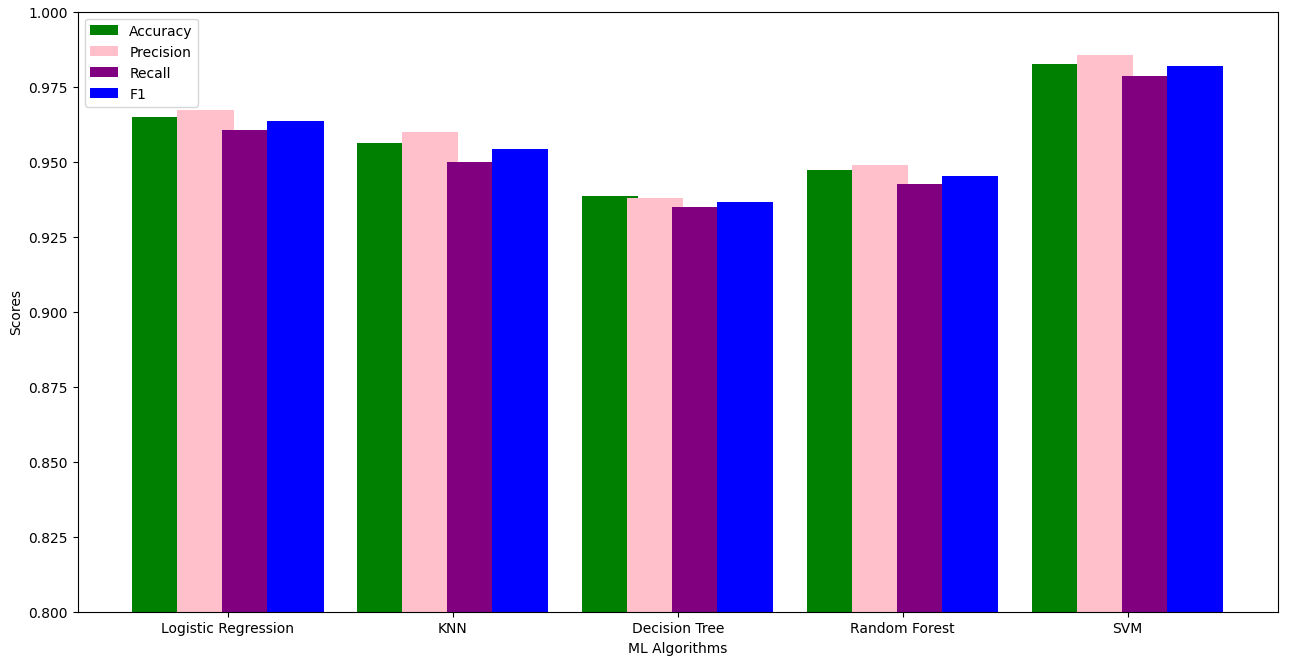 1.000
0.975
0.950
0.925
0.900
0.875
0.850
0.825
0.800
Scores
Accuracy
Precision
Recall
F1
Logistic Regression
KNN
Decision Tree
Random Forest
SVM
ML Algorithms